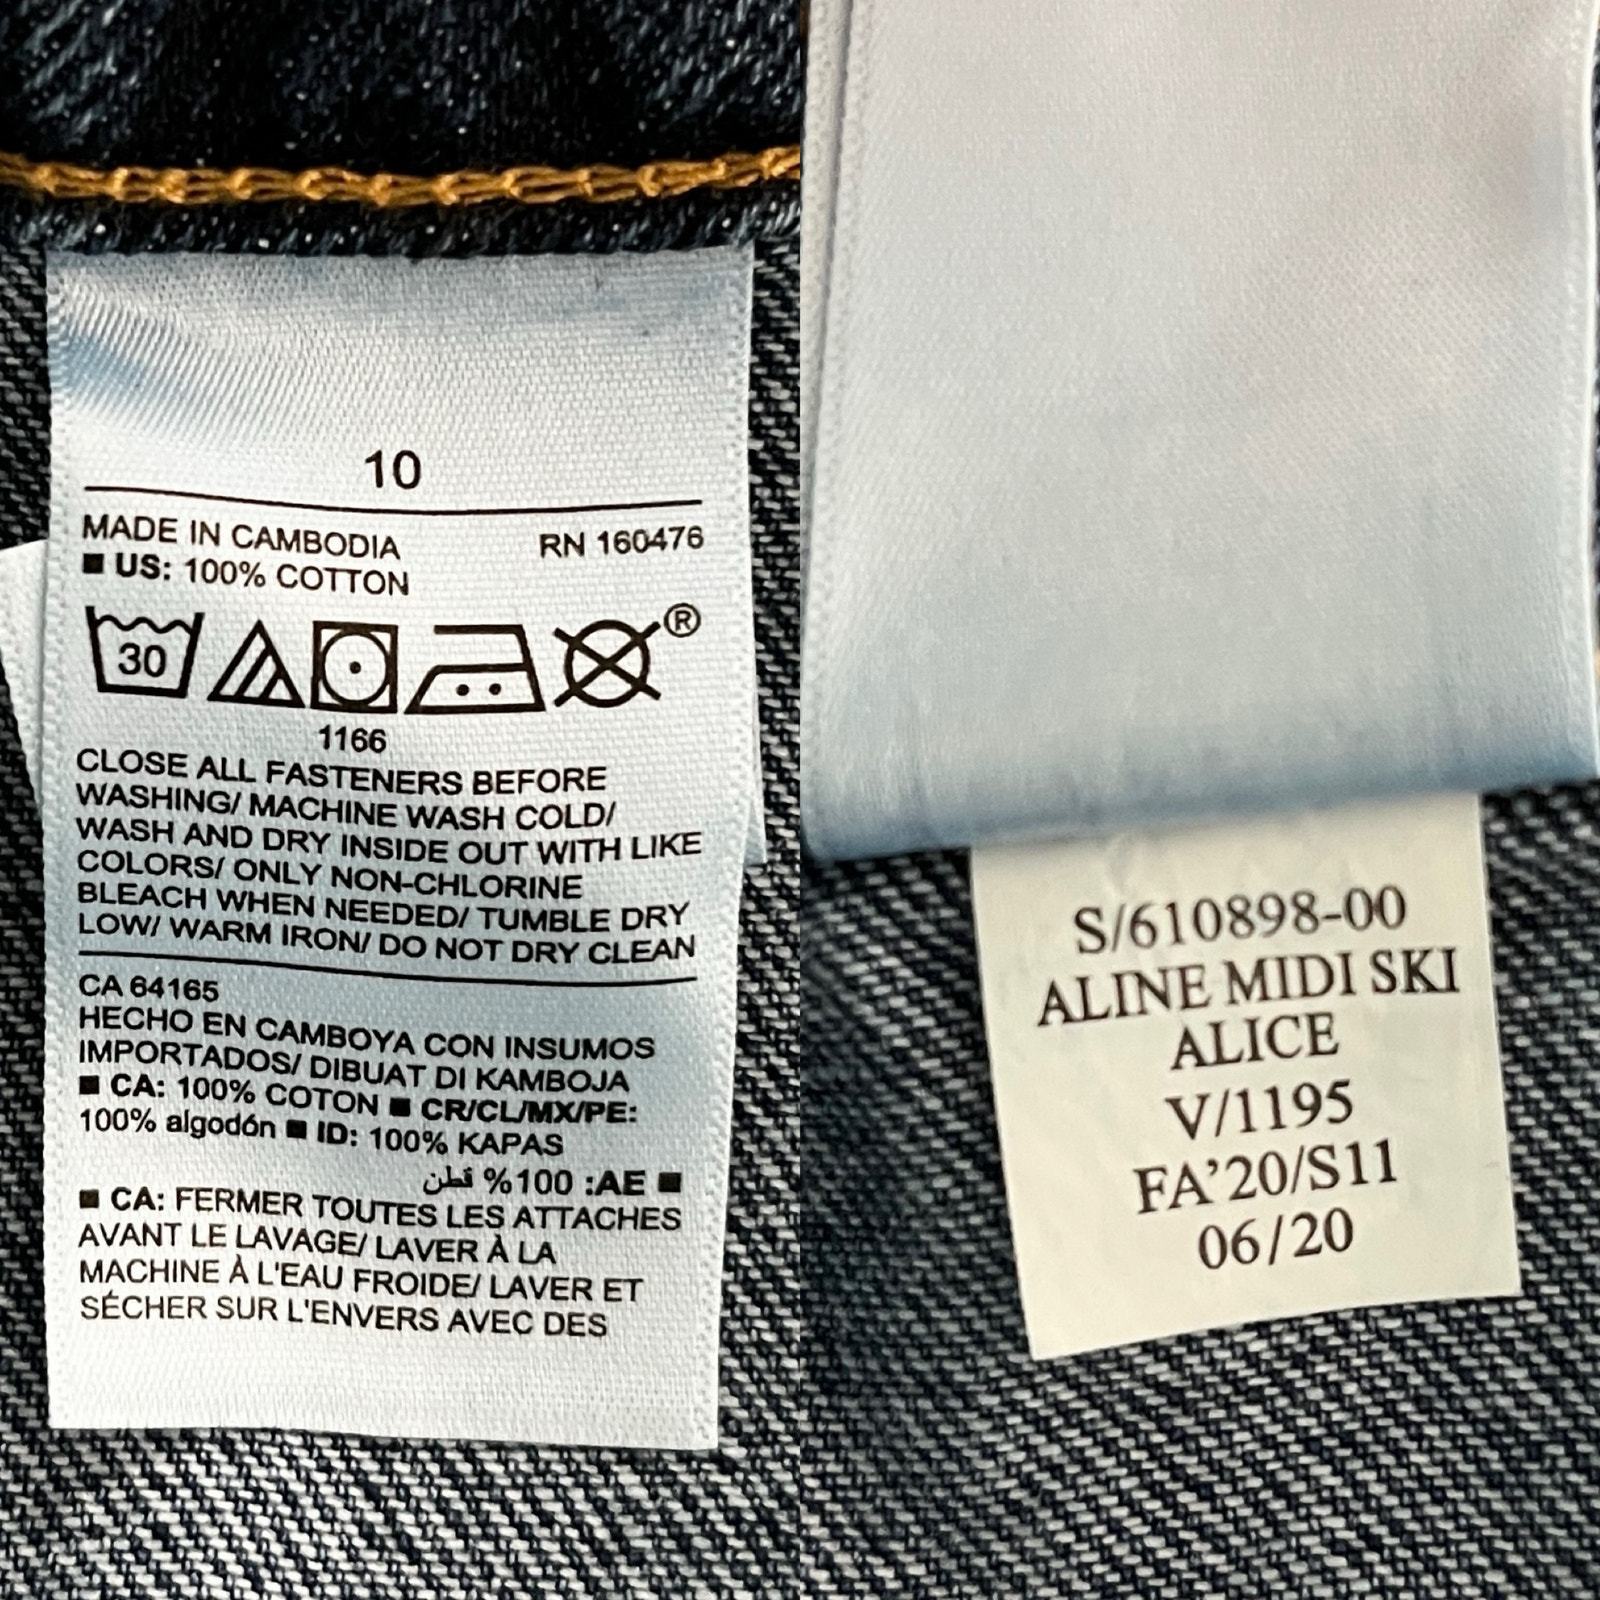 10
MADE IN CAMBODIA RN 160476
■ US: 100% COTTON
30 ®
1166
CLOSE ALL FASTENERS BEFORE
WASHING/ MACHINE WASH COLD/
WASH AND DRY INSIDE OUT WITH LIKE
COLORS/ ONLY NON-CHLORINE
BLEACH WHEN NEEDED/ TUMBLE DRY
LOW/ WARM IRON/ DO NOT DRY CLEAN
CA 64165
HECHO EN CAMBOYA CON INSUMOS
IMPORTADOS/ DIBUAT DI KAMBOJA
■ CA: 100% COTON ■ CR/CL/MX/PE:
100% algodón ■ ID: 100% KAPAS
■ AE: 100% قطن
■ CA: FERMER TOUTES LES ATTACHES
AVANT LE LAVAGE/ LAVER À LA
MACHINE À L'EAU FROIDE/ LAVER ET
SÉCHER SUR L'ENVERS AVEC DES
S/610898-00
ALINE MIDI SKI
ALICE
V/1195
FA'20/S11
06/20